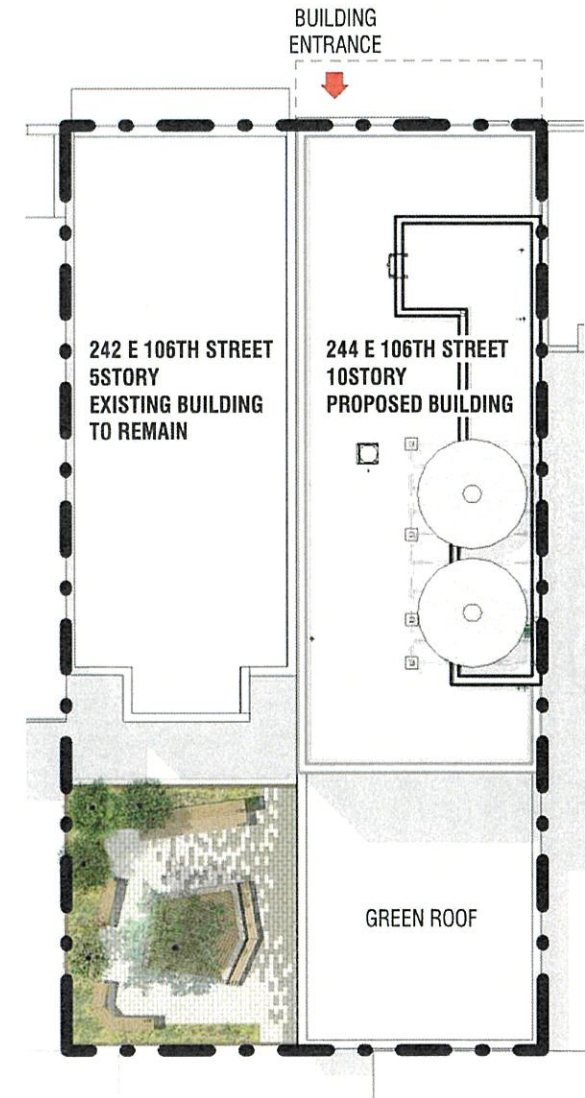 BUILDING
ENTRANCE
242 E 106TH STREET
5STORY
EXISTING BUILDING
TO REMAIN
244 E 106TH STREET
10STORY
PROPOSED BUILDING
GREEN ROOF